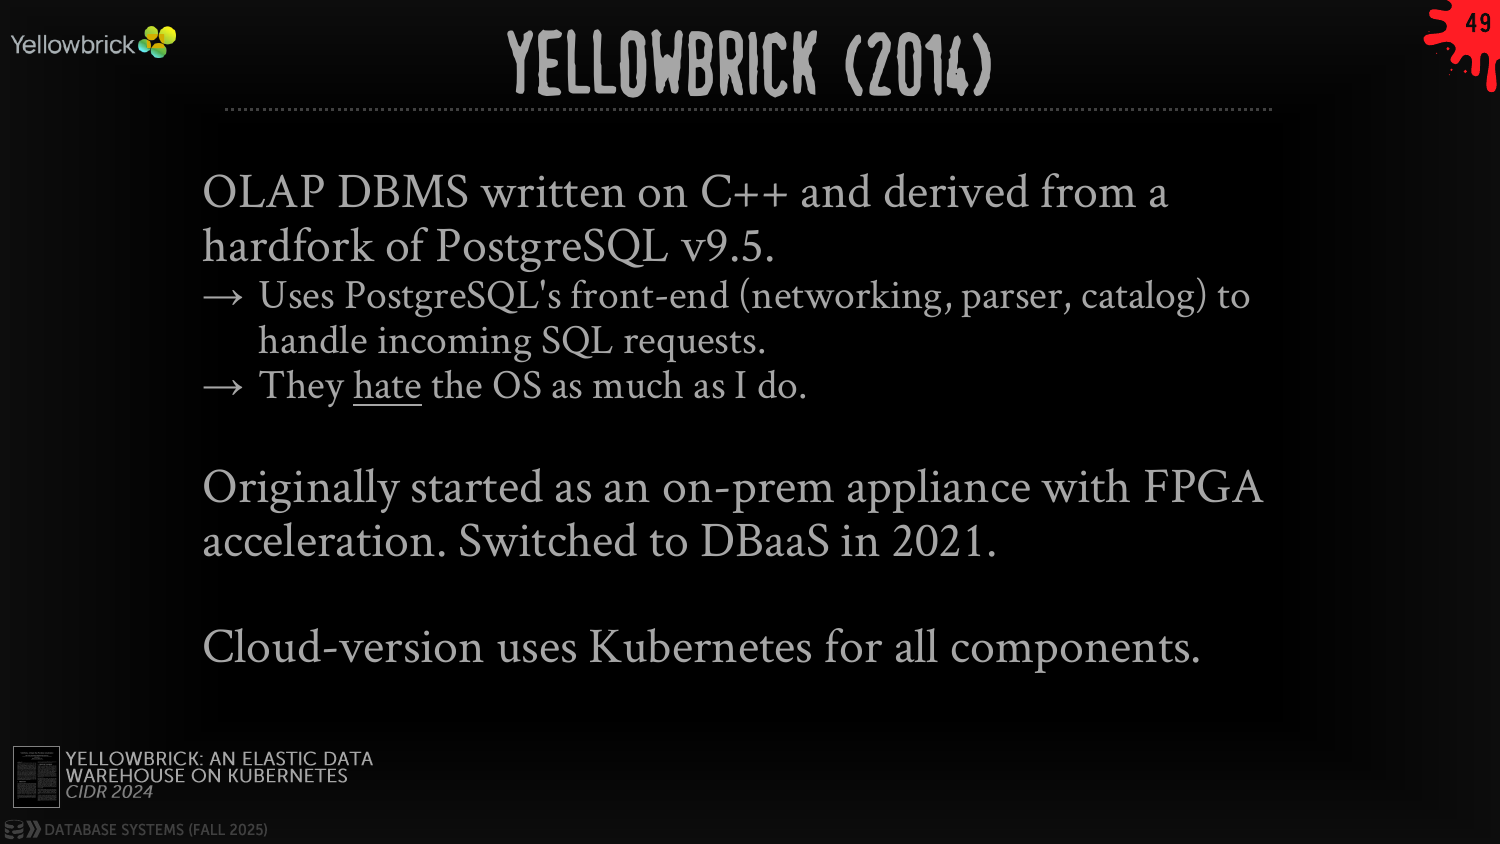 Yellowbrick
YELLOWBRICK (2014)
49
OLAP DBMS written on C++ and derived from a
hardfork of PostgreSQL v9.5.
→ Uses PostgreSQL's front-end (networking, parser, catalog) to
handle incoming SQL requests.
→ They hate the OS as much as I do.
Originally started as an on-prem appliance with FPGA
acceleration. Switched to DBaaS in 2021.
Cloud-version uses Kubernetes for all components.
YELLOWBRICK: AN ELASTIC DATA
WAREHOUSE ON KUBERNETES
CIDR 2024
DATABASE SYSTEMS (FALL 2025)